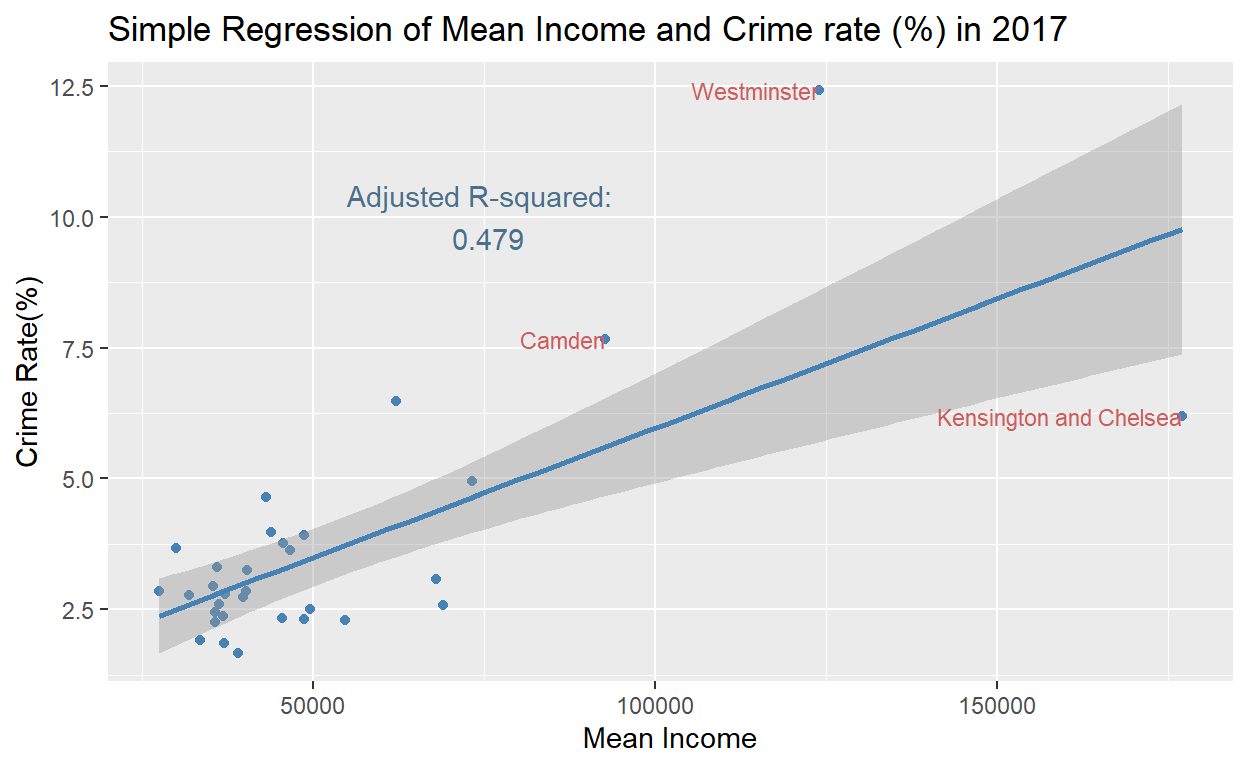 Simple Regression of Mean Income and Crime rate (%) in 2017
12.5
Westminster
Adjusted R-squared:
10.0
0.479
7.5
Camden
Kensington and Chelsea
Crime Rate(%)
5.0
2.5
50000
100000
150000
Mean Income